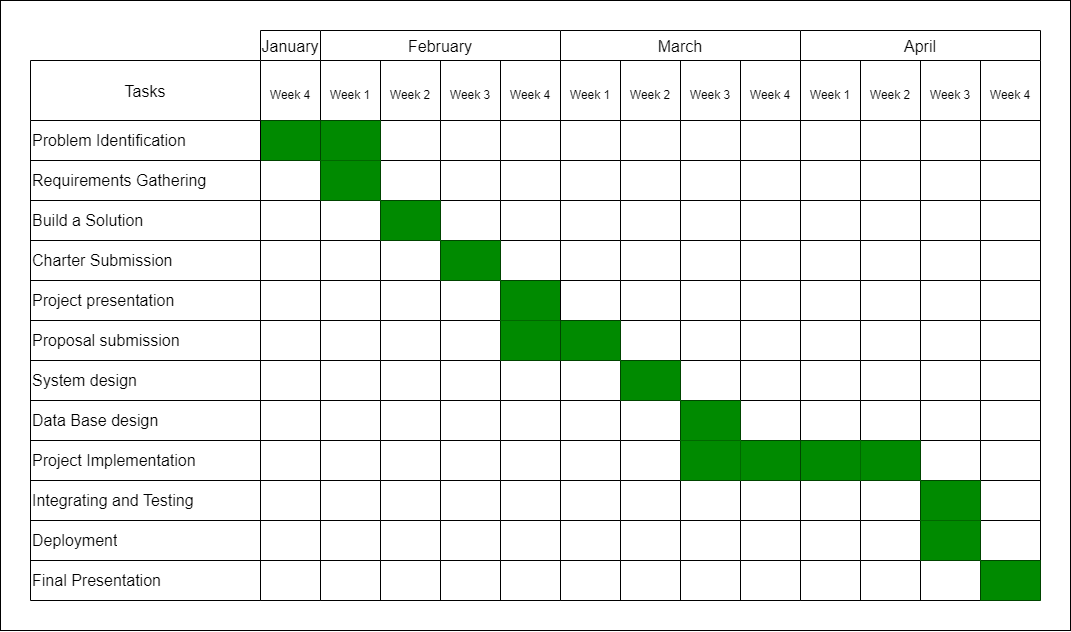 January February March April
Tasks Week 4 Week 1 Week 2 Week 3 Week 4 Week 1 Week 2 Week 3 Week 4 Week 1 Week 2 Week 3 Week 4
Problem Identification
Requirements Gathering
Build a Solution
Charter Submission
Project presentation
Proposal submission
System design
Data Base design
Project Implementation
Integrating and Testing
Deployment
Final Presentation